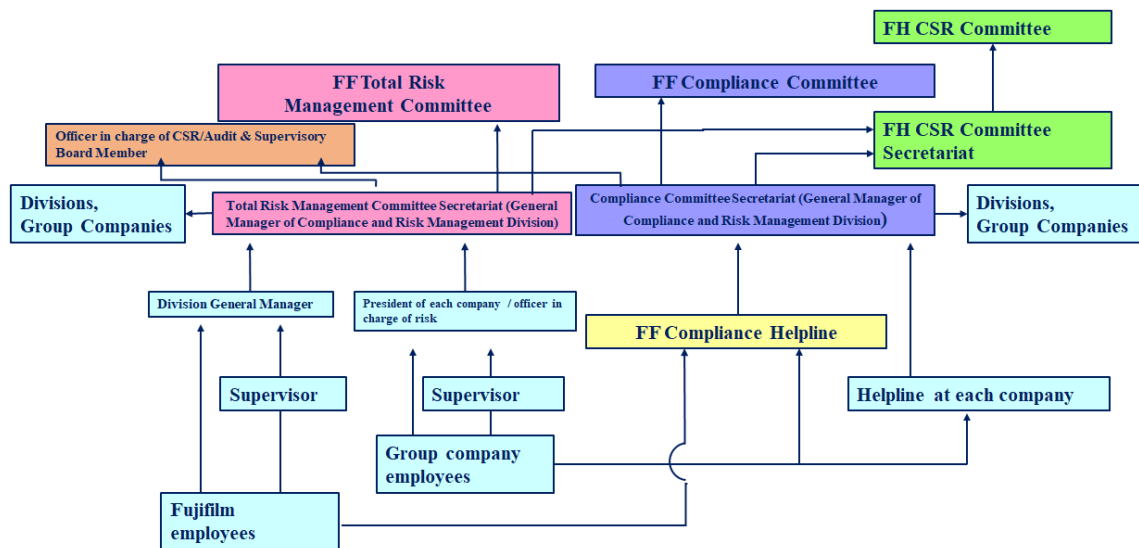 FH CSR Committee
FF Total Risk
Management Committee
FF Compliance Committee
Officer in charge of CSR/Audit & Supervisory
Board Member
FH CSR Committee
Secretariat
Divisions,
Group Companies
Total Risk Management Committee Secretariat (General
Manager of Compliance and Risk Management Division)
Compliance Committee Secretariat (General Manager of
Compliance and Risk Management Division)
Divisions,
Group Companies
Division General Manager
President of each company / officer in
charge of risk
FF Compliance Helpline
Supervisor
Supervisor
Helpline at each company
Group company
employees
Fujifilm
employees